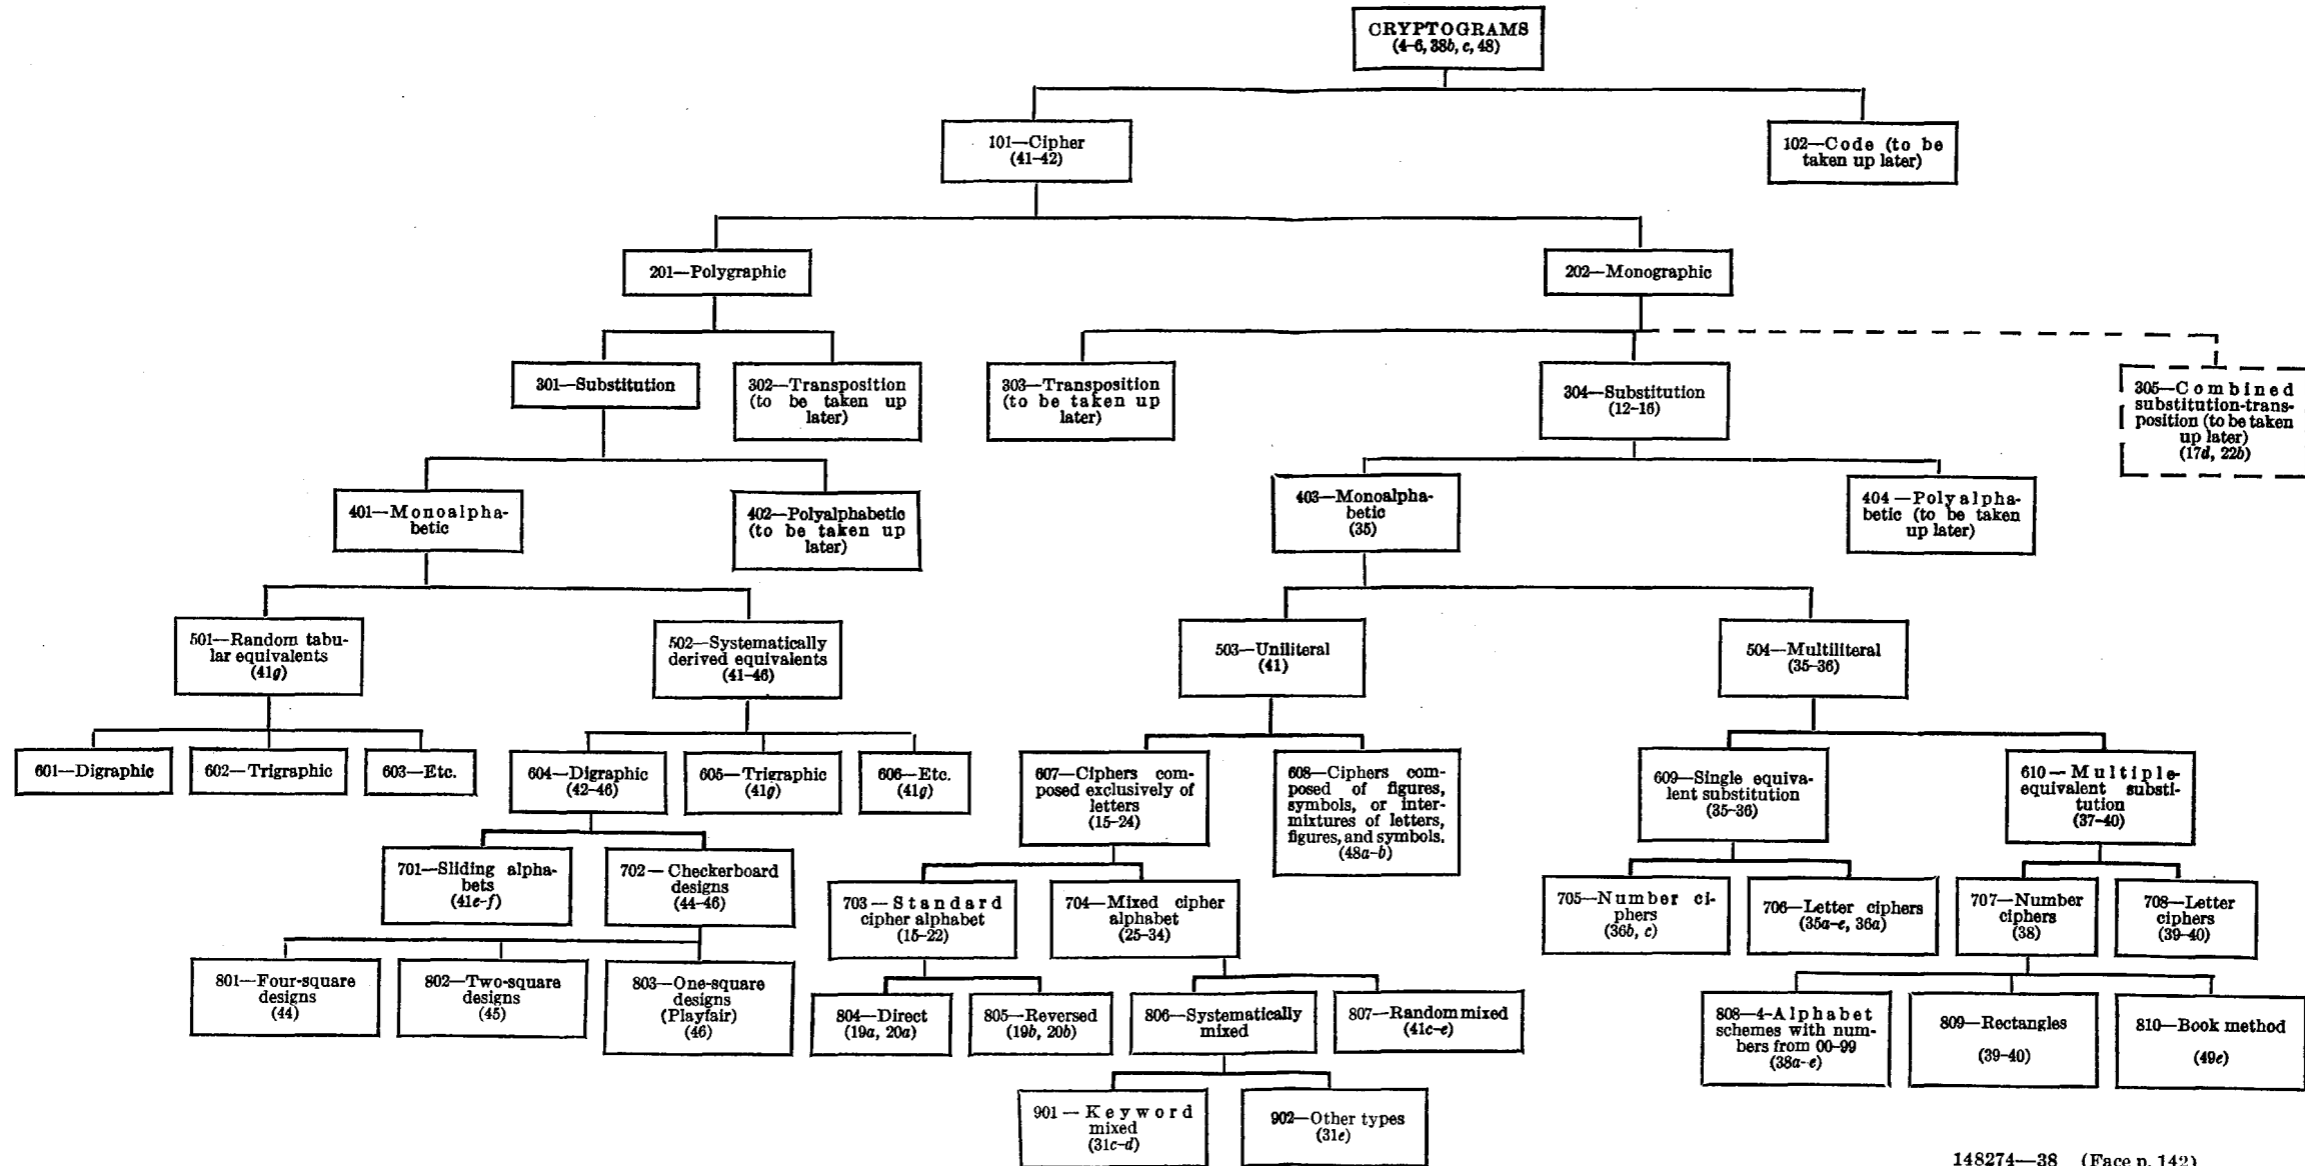 CRYPTOGRAMS
(4-6, 38b, c, 48)
101—Cipher
(41-42)
102—Code (to be
taken up later)
201—Polygraphic
202—Monographic
301—Substitution
302—Transposition
(to be taken up
later)
303—Transposition
(to be taken up
later)
304—Substitution
(12-16)
305—Combined
substitution-trans-
position (to be taken
up later)
(17d, 22b)
401—Monoalpha-
betic
402—Polyalphabetic
(to be taken up
later)
403—Monoalpha-
betic
(35)
404—Polyalpha-
betic (to be taken
up later)
501—Random tabu-
lar equivalents
(41g)
502—Systematically
derived equivalents
(41-46)
503—Uniliteral
(41)
504—Multiliteral
(35-36)
601—Digraphic
602—Trigraphic
603—Etc.
604—Digraphic
(42-46)
605—Trigraphic
(41g)
606—Etc.
(41g)
607—Ciphers com-
posed exclusively of
letters
(15-24)
608—Ciphers com-
posed of figures,
symbols, or inter-
mixtures of letters,
figures, and symbols.
(48a-b)
609—Single equiva-
lent substitution
(35-36)
610—Multiple-
equivalent substi-
tution
(37-40)
701—Sliding alpha-
bets
(41e-f)
702—Checkerboard
designs
(44-46)
703—Standard
cipher alphabet
(15-22)
704—Mixed cipher
alphabet
(25-34)
705—Number ci-
phers
(36b, c)
706—Letter ciphers
(35a-e, 36a)
707—Number
ciphers
(38)
708—Letter
ciphers
(39-40)
801—Four-square
designs
(44)
802—Two-square
designs
(45)
803—One-square
designs
(Playfair)
(46)
804—Direct
(19a, 20a)
805—Reversed
(19b, 20b)
806—Systematically
mixed
807—Random mixed
(41c-e)
808—4-Alphabet
schemes with num-
bers from 00-99
(38a-e)
809—Rectangles
(39-40)
810—Book method
(49e)
901—Keyword
mixed
(31c-d)
902—Other types
(31e)
148274—38 (Face p. 142)